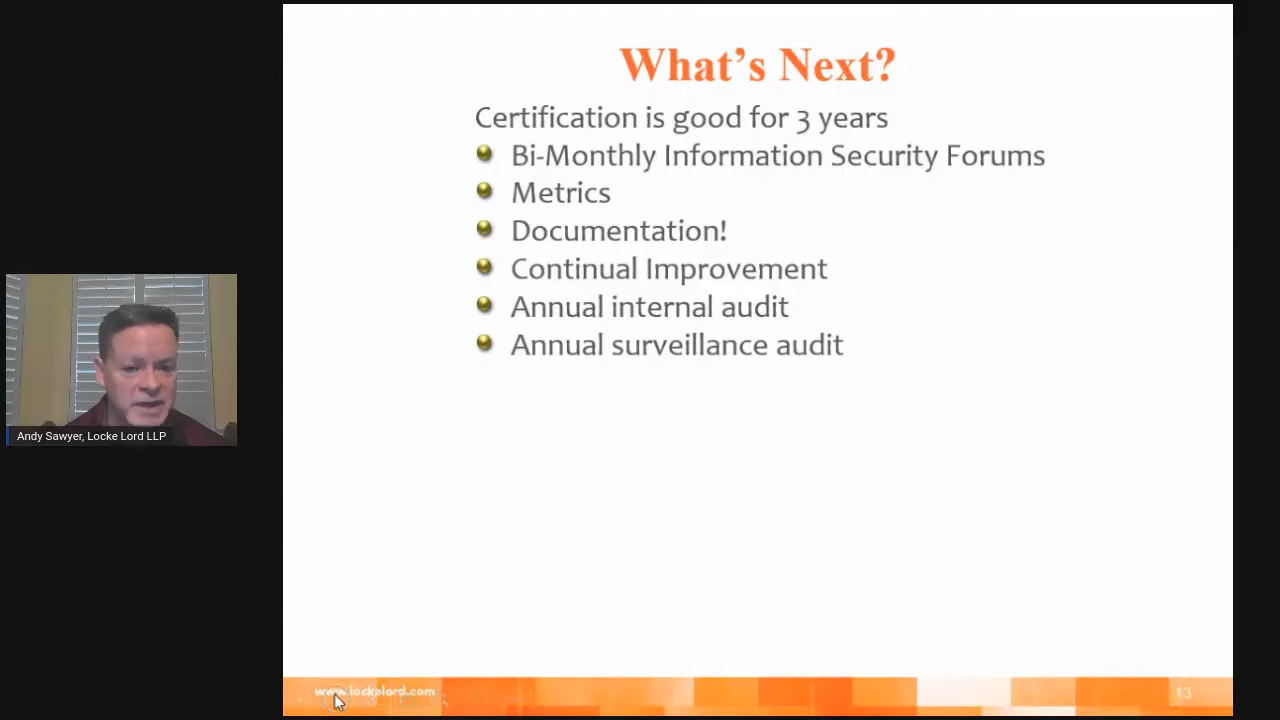 What's Next?
Certification is good for 3 years
Bi-Monthly Information Security Forums
Metrics
Documentation!
Continual Improvement
Annual internal audit
Annual surveillance audit
Andy Sawyer, Locke Lord LLP
www.lockelord.com
13